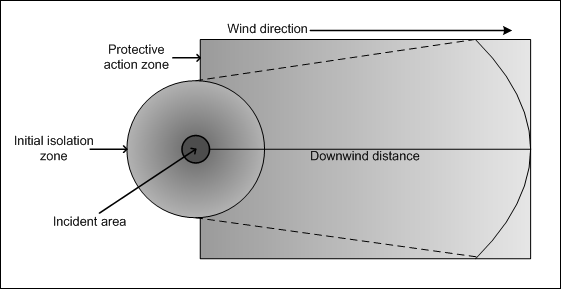 Wind direction
Protective
action zone
Initial isolation
zone
Downwind distance
Incident area